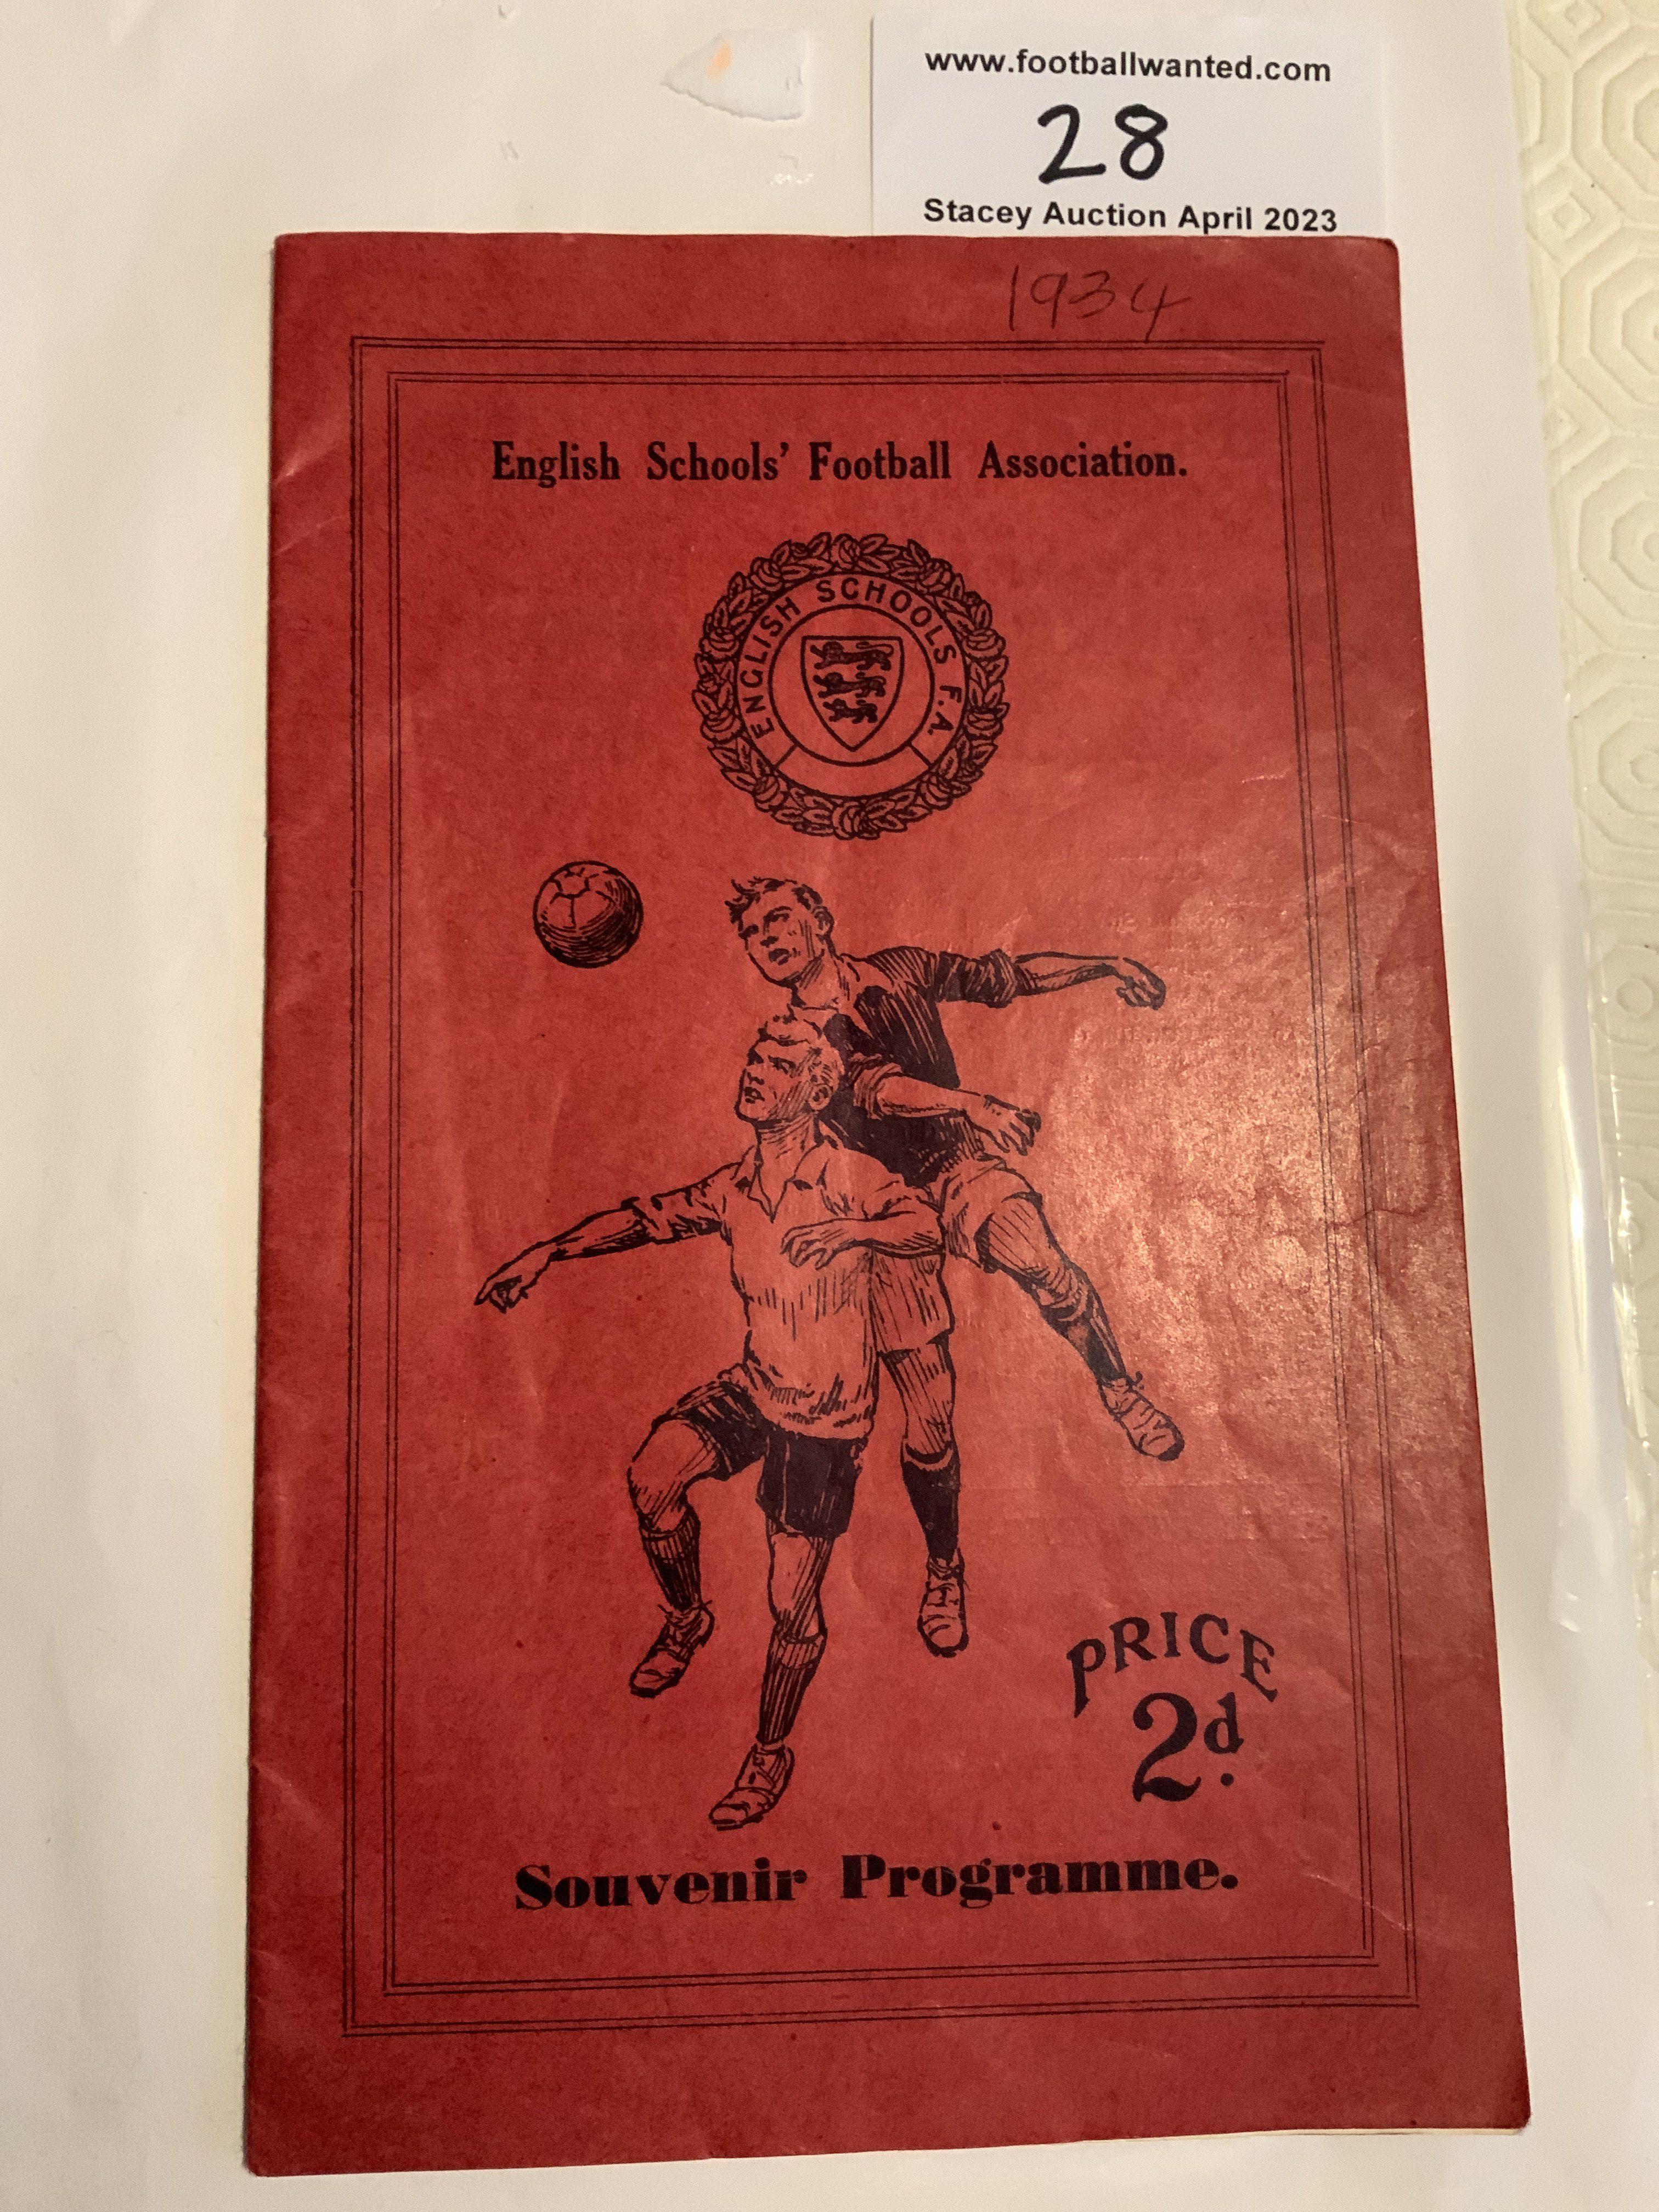 www.footballwanted.com
28
Stacey Auction April 2023
1934
English Schools' Football Association.
ENGLISH SCHOOLS F.A.
PRICE
2d.
Souvenir Programme.